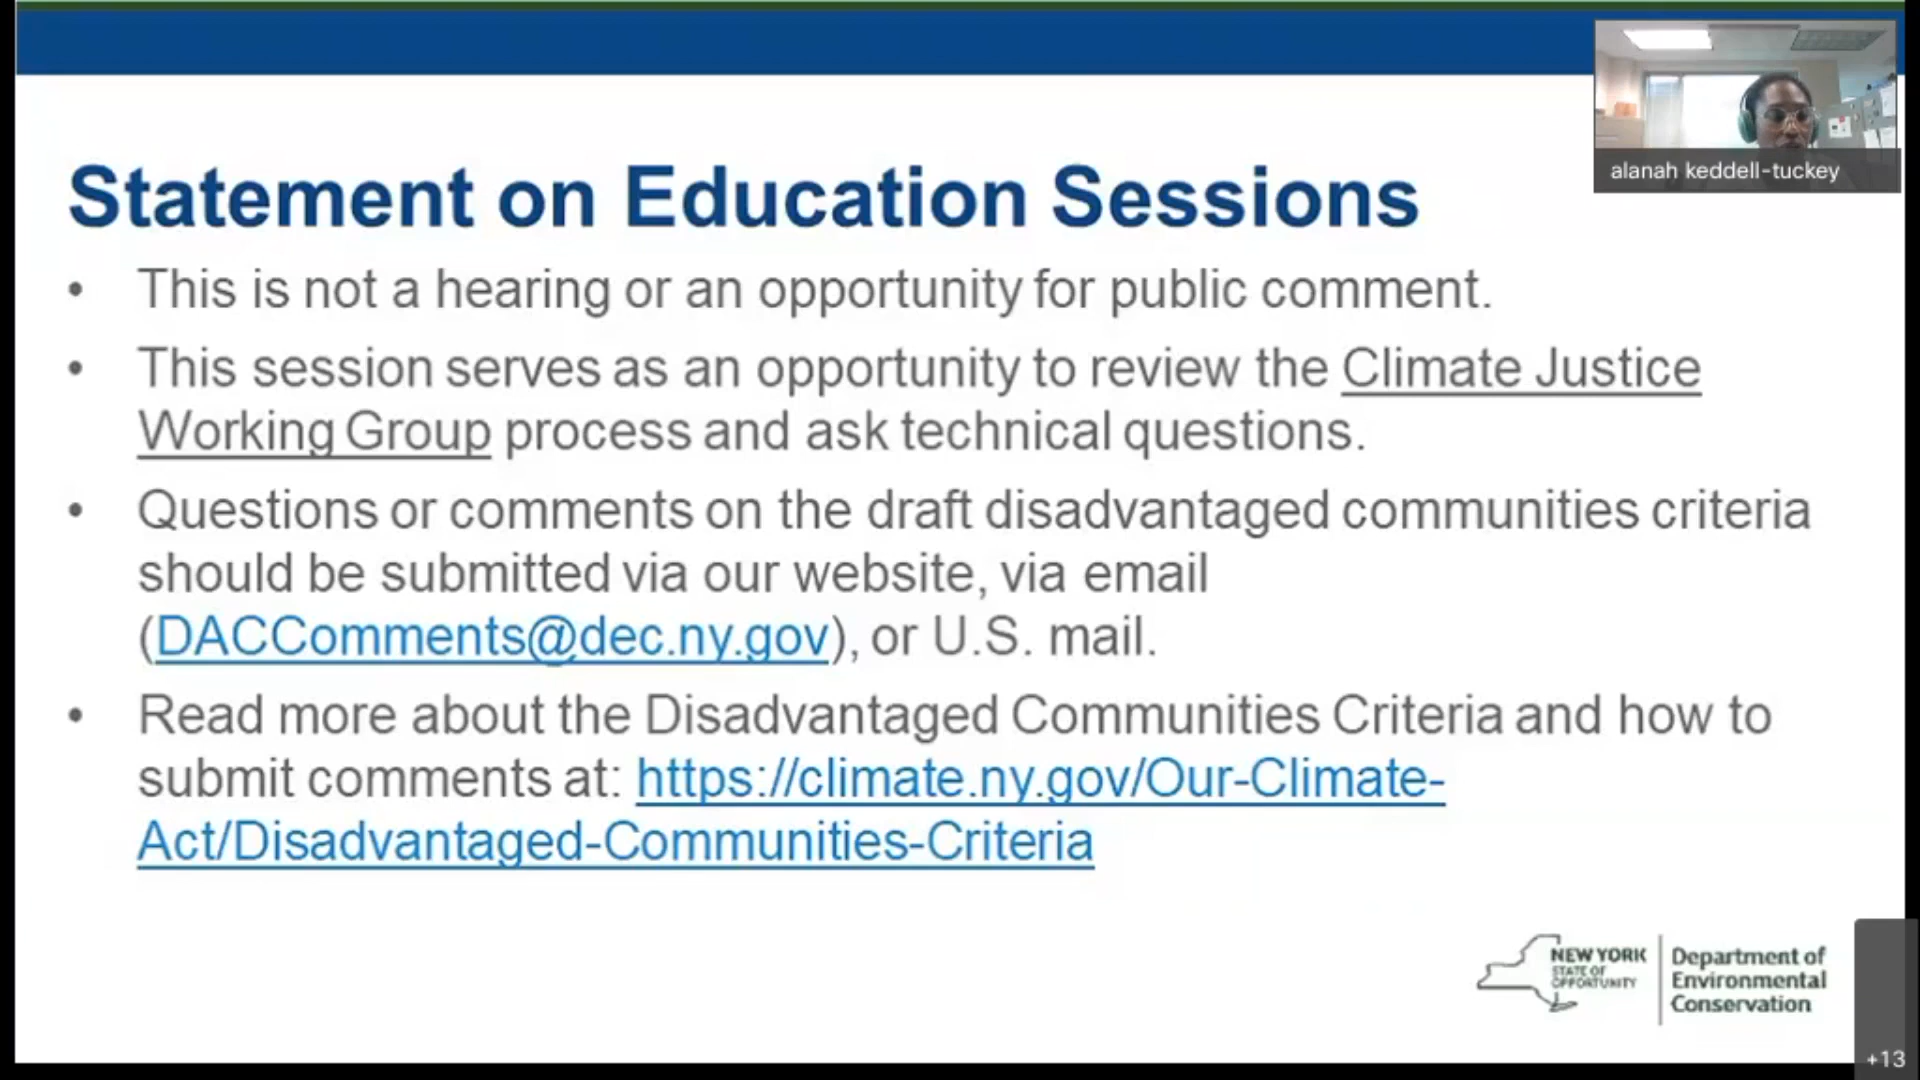 alanah keddell-tuckey
Statement on Education Sessions
• This is not a hearing or an opportunity for public comment.
• This session serves as an opportunity to review the Climate Justice
Working Group process and ask technical questions.
• Questions or comments on the draft disadvantaged communities criteria
should be submitted via our website, via email
(DACComments@dec.ny.gov), or U.S. mail.
• Read more about the Disadvantaged Communities Criteria and how to
submit comments at: https://climate.ny.gov/Our-Climate-
Act/Disadvantaged-Communities-Criteria
NEW YORK
STATE OF
OPPORTUNITY
Department of
Environmental
Conservation
+13